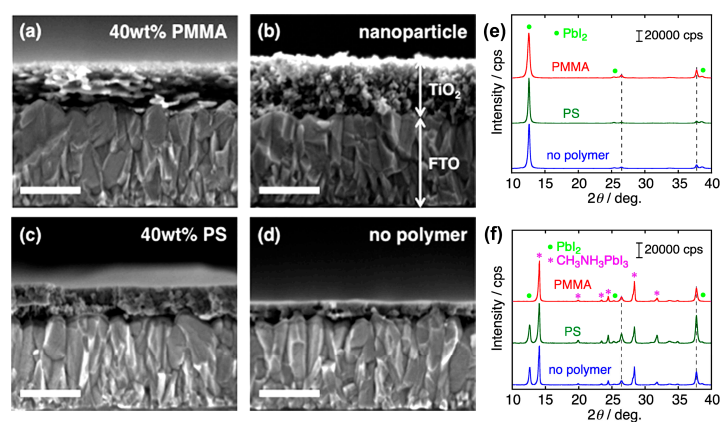 (a) 40wt% PMMA
(b) nanoparticle
TiO₂
FTO
(c) 40wt% PS
(d) no polymer
(e)
● PbI₂
20000 cps
PMMA
PS
no polymer
Intensity / cps
10 15 20 25 30 35 40
2θ / deg.
(f)
● PbI₂
* CH₃NH₃PbI₃
20000 cps
PMMA
PS
no polymer
Intensity / cps
10 15 20 25 30 35 40
2θ / deg.